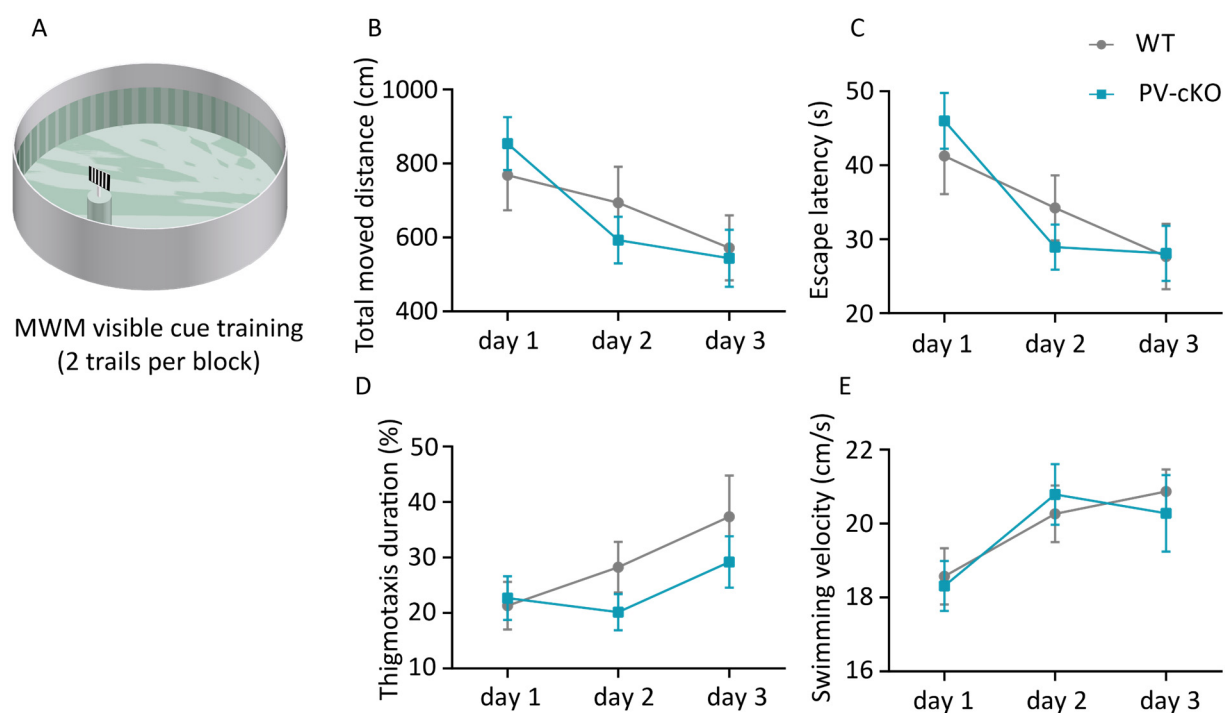 A
MWM visible cue training
(2 trails per block)
B
Total moved distance (cm)
1000
800
600
400
day 1
day 2
day 3
C
WT
PV-cKO
Escape latency (s)
50
40
30
20
day 1
day 2
day 3
D
Thigmotaxis duration (%)
50
40
30
20
10
day 1
day 2
day 3
E
Swimming velocity (cm/s)
22
20
18
16
day 1
day 2
day 3